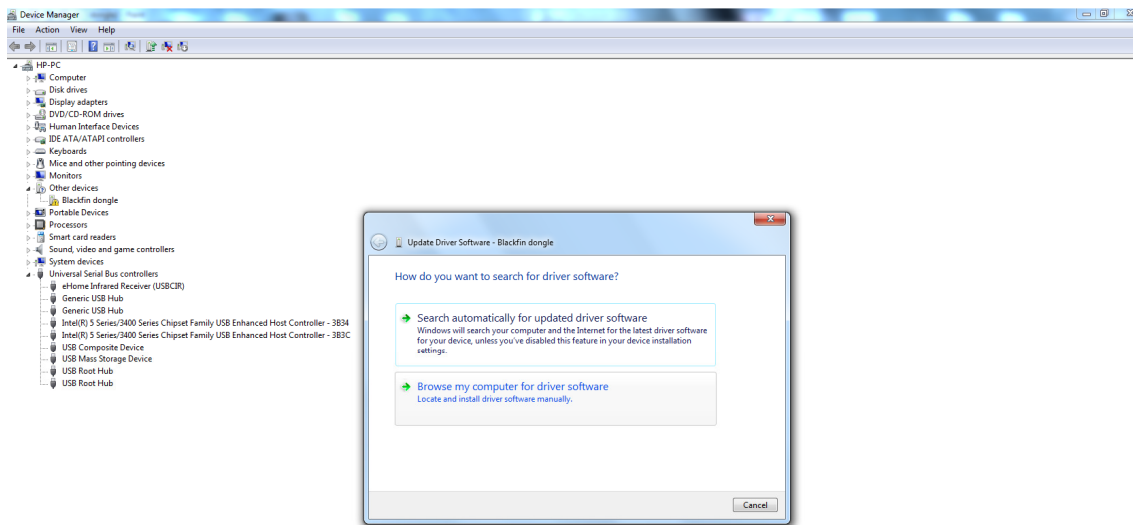 Device Manager
File Action View Help
HP-PC
Computer
Disk drives
Display adapters
DVD/CD-ROM drives
Human Interface Devices
IDE ATA/ATAPI controllers
Keyboards
Mice and other pointing devices
Monitors
Other devices
Blackfin dongle
Portable Devices
Processors
Smart card readers
Sound, video and game controllers
System devices
Universal Serial Bus controllers
eHome Infrared Receiver (USBCIR)
Generic USB Hub
Generic USB Hub
Intel(R) 5 Series/3400 Series Chipset Family USB Enhanced Host Controller - 3B34
Intel(R) 5 Series/3400 Series Chipset Family USB Enhanced Host Controller - 3B3C
USB Composite Device
USB Mass Storage Device
USB Root Hub
USB Root Hub
Update Driver Software - Blackfin dongle
How do you want to search for driver software?
Search automatically for updated driver software
Windows will search your computer and the Internet for the latest driver software
for your device, unless you've disabled this feature in your device installation
settings.
Browse my computer for driver software
Locate and install driver software manually.
Cancel